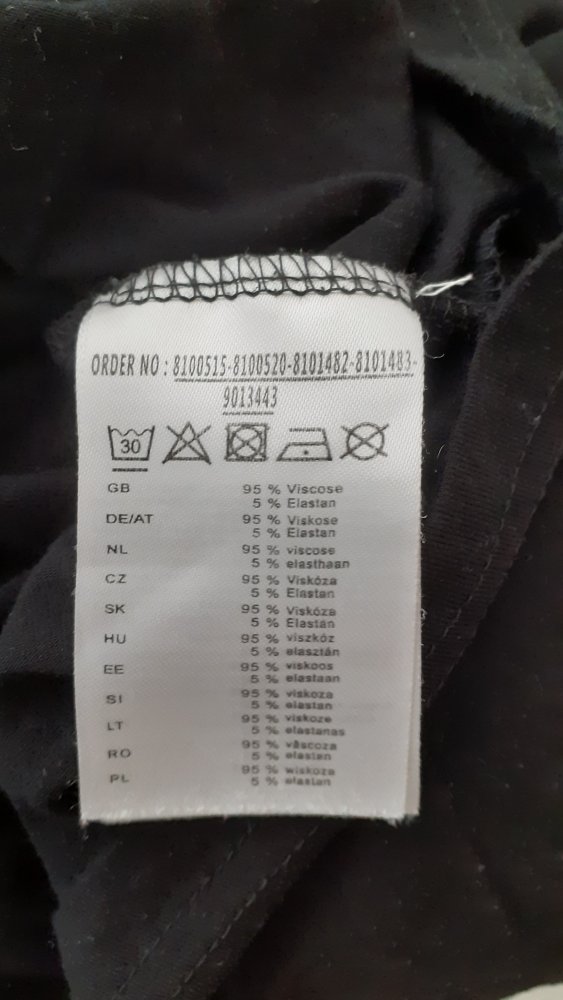 ORDER NO : 8100515-8100520-8101482-8101483-
9013443
30
GB 95 % Viscose
5 % Elastan
DE/AT 95 % Viskose
5 % Elastan
NL 95 % viscose
5 % elasthaan
CZ 95 % Viskóza
5 % Elastan
SK 95 % Viskóza
5 % Elastán
HU 95 % viszkóz
5 % elasztán
EE 95 % viskoos
5 % elastaan
SI 95 % viskoza
5 % elastan
LT 95 % viskozė
5 % elastanas
RO 95 % vâscoza
5 % elasten
PL 95 % wiskoza
5 % elastan